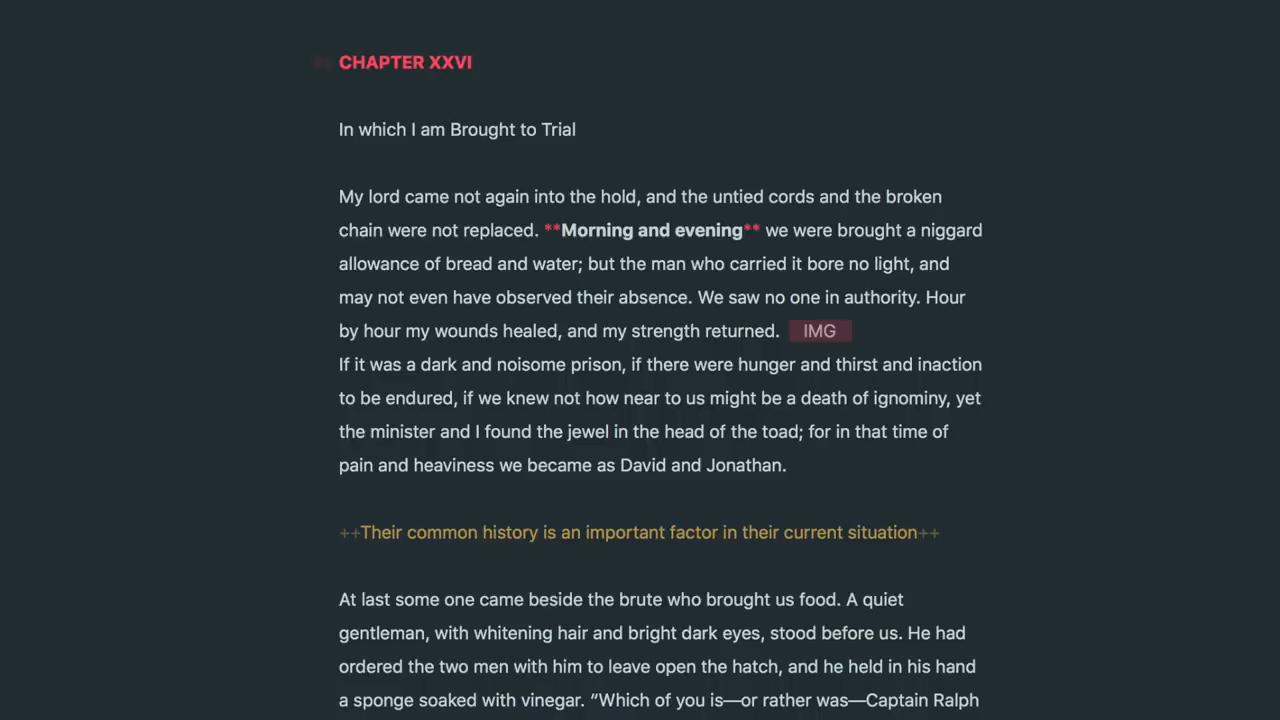 CHAPTER XXVI
In which I am Brought to Trial
My lord came not again into the hold, and the untied cords and the broken
chain were not replaced. **Morning and evening** we were brought a niggard
allowance of bread and water; but the man who carried it bore no light, and
may not even have observed their absence. We saw no one in authority. Hour
by hour my wounds healed, and my strength returned. IMG
If it was a dark and noisome prison, if there were hunger and thirst and inaction
to be endured, if we knew not how near to us might be a death of ignominy, yet
the minister and I found the jewel in the head of the toad; for in that time of
pain and heaviness we became as David and Jonathan.
++Their common history is an important factor in their current situation++
At last some one came beside the brute who brought us food. A quiet
gentleman, with whitening hair and bright dark eyes, stood before us. He had
ordered the two men with him to leave open the hatch, and he held in his hand
a sponge soaked with vinegar. “Which of you is—or rather was—Captain Ralph